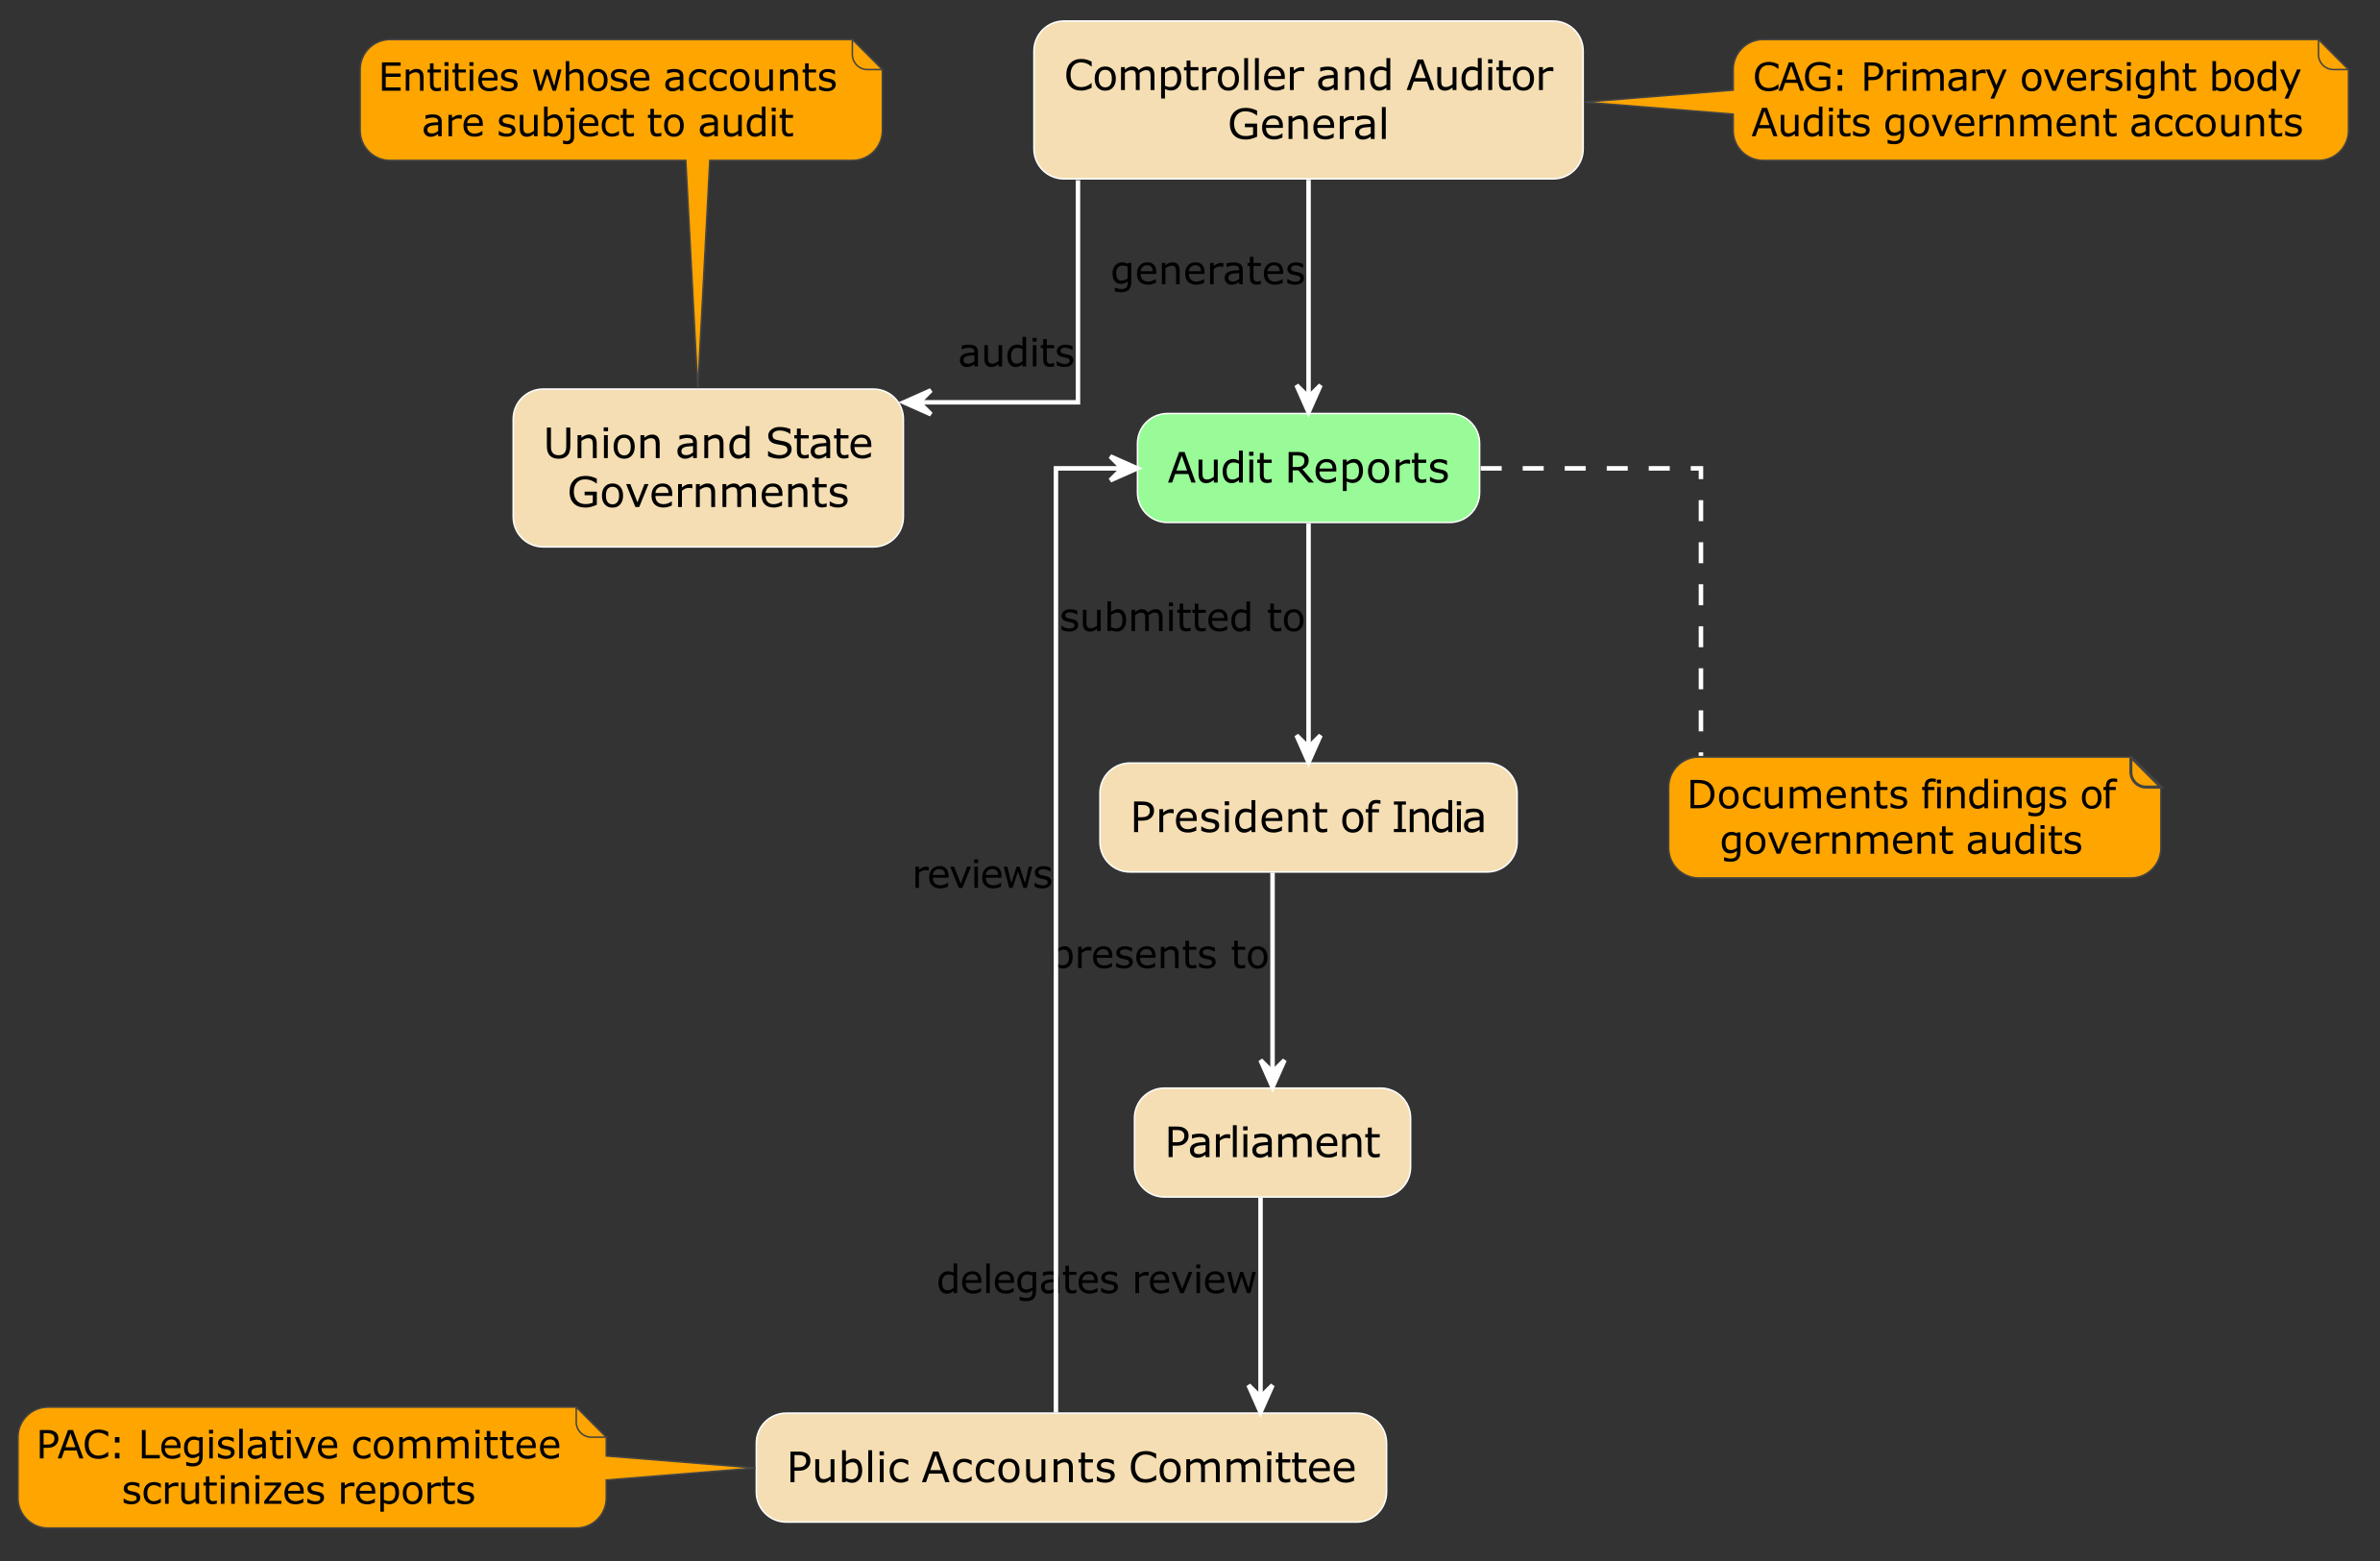 Entities whose accounts
are subject to audit
Comptroller and Auditor
General
CAG: Primary oversight body
Audits government accounts
generates
audits
Union and State
Governments
Audit Reports
submitted to
President of India
Documents findings of
government audits
reviews
presents to
Parliament
delegates review
PAC: Legislative committee
scrutinizes reports
Public Accounts Committee